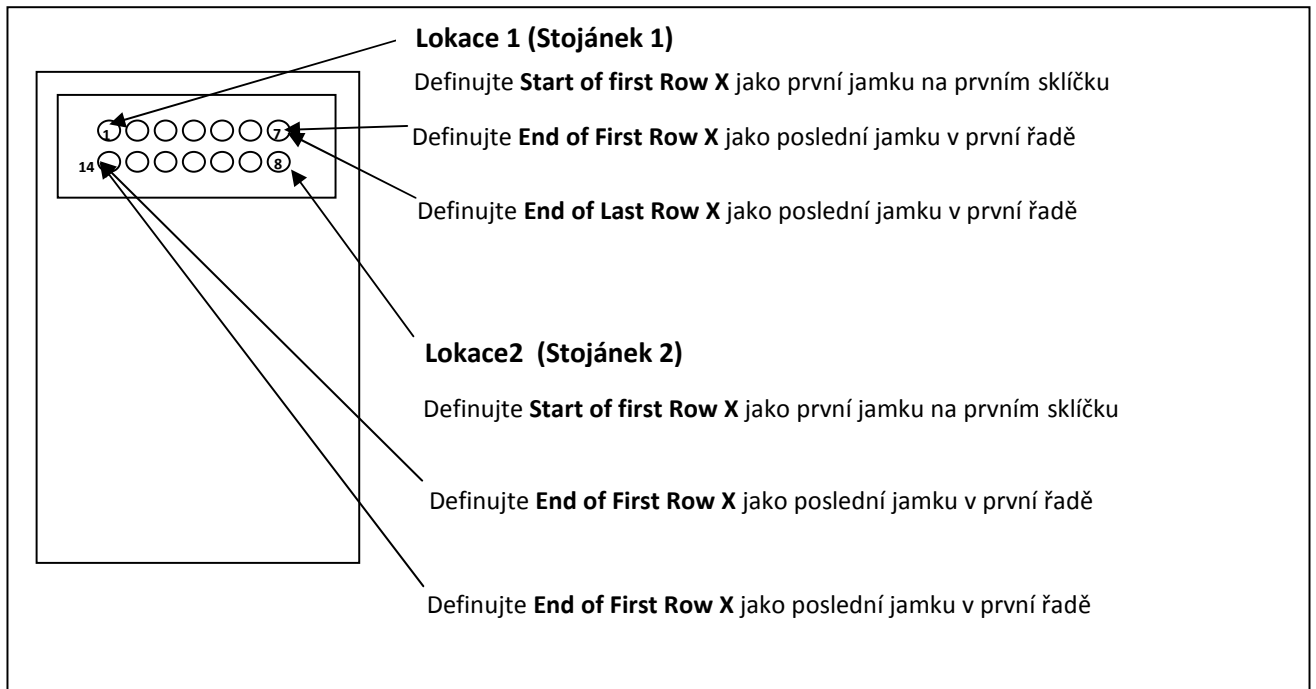 Lokace 1 (Stojánek 1)
Definujte Start of first Row X jako první jamku na prvním sklíčku
1 7
Definujte End of First Row X jako poslední jamku v první řadě
14 8
Definujte End of Last Row X jako poslední jamku v první řadě
Lokace2 (Stojánek 2)
Definujte Start of first Row X jako první jamku na prvním sklíčku
Definujte End of First Row X jako poslední jamku v první řadě
Definujte End of First Row X jako poslední jamku v první řadě